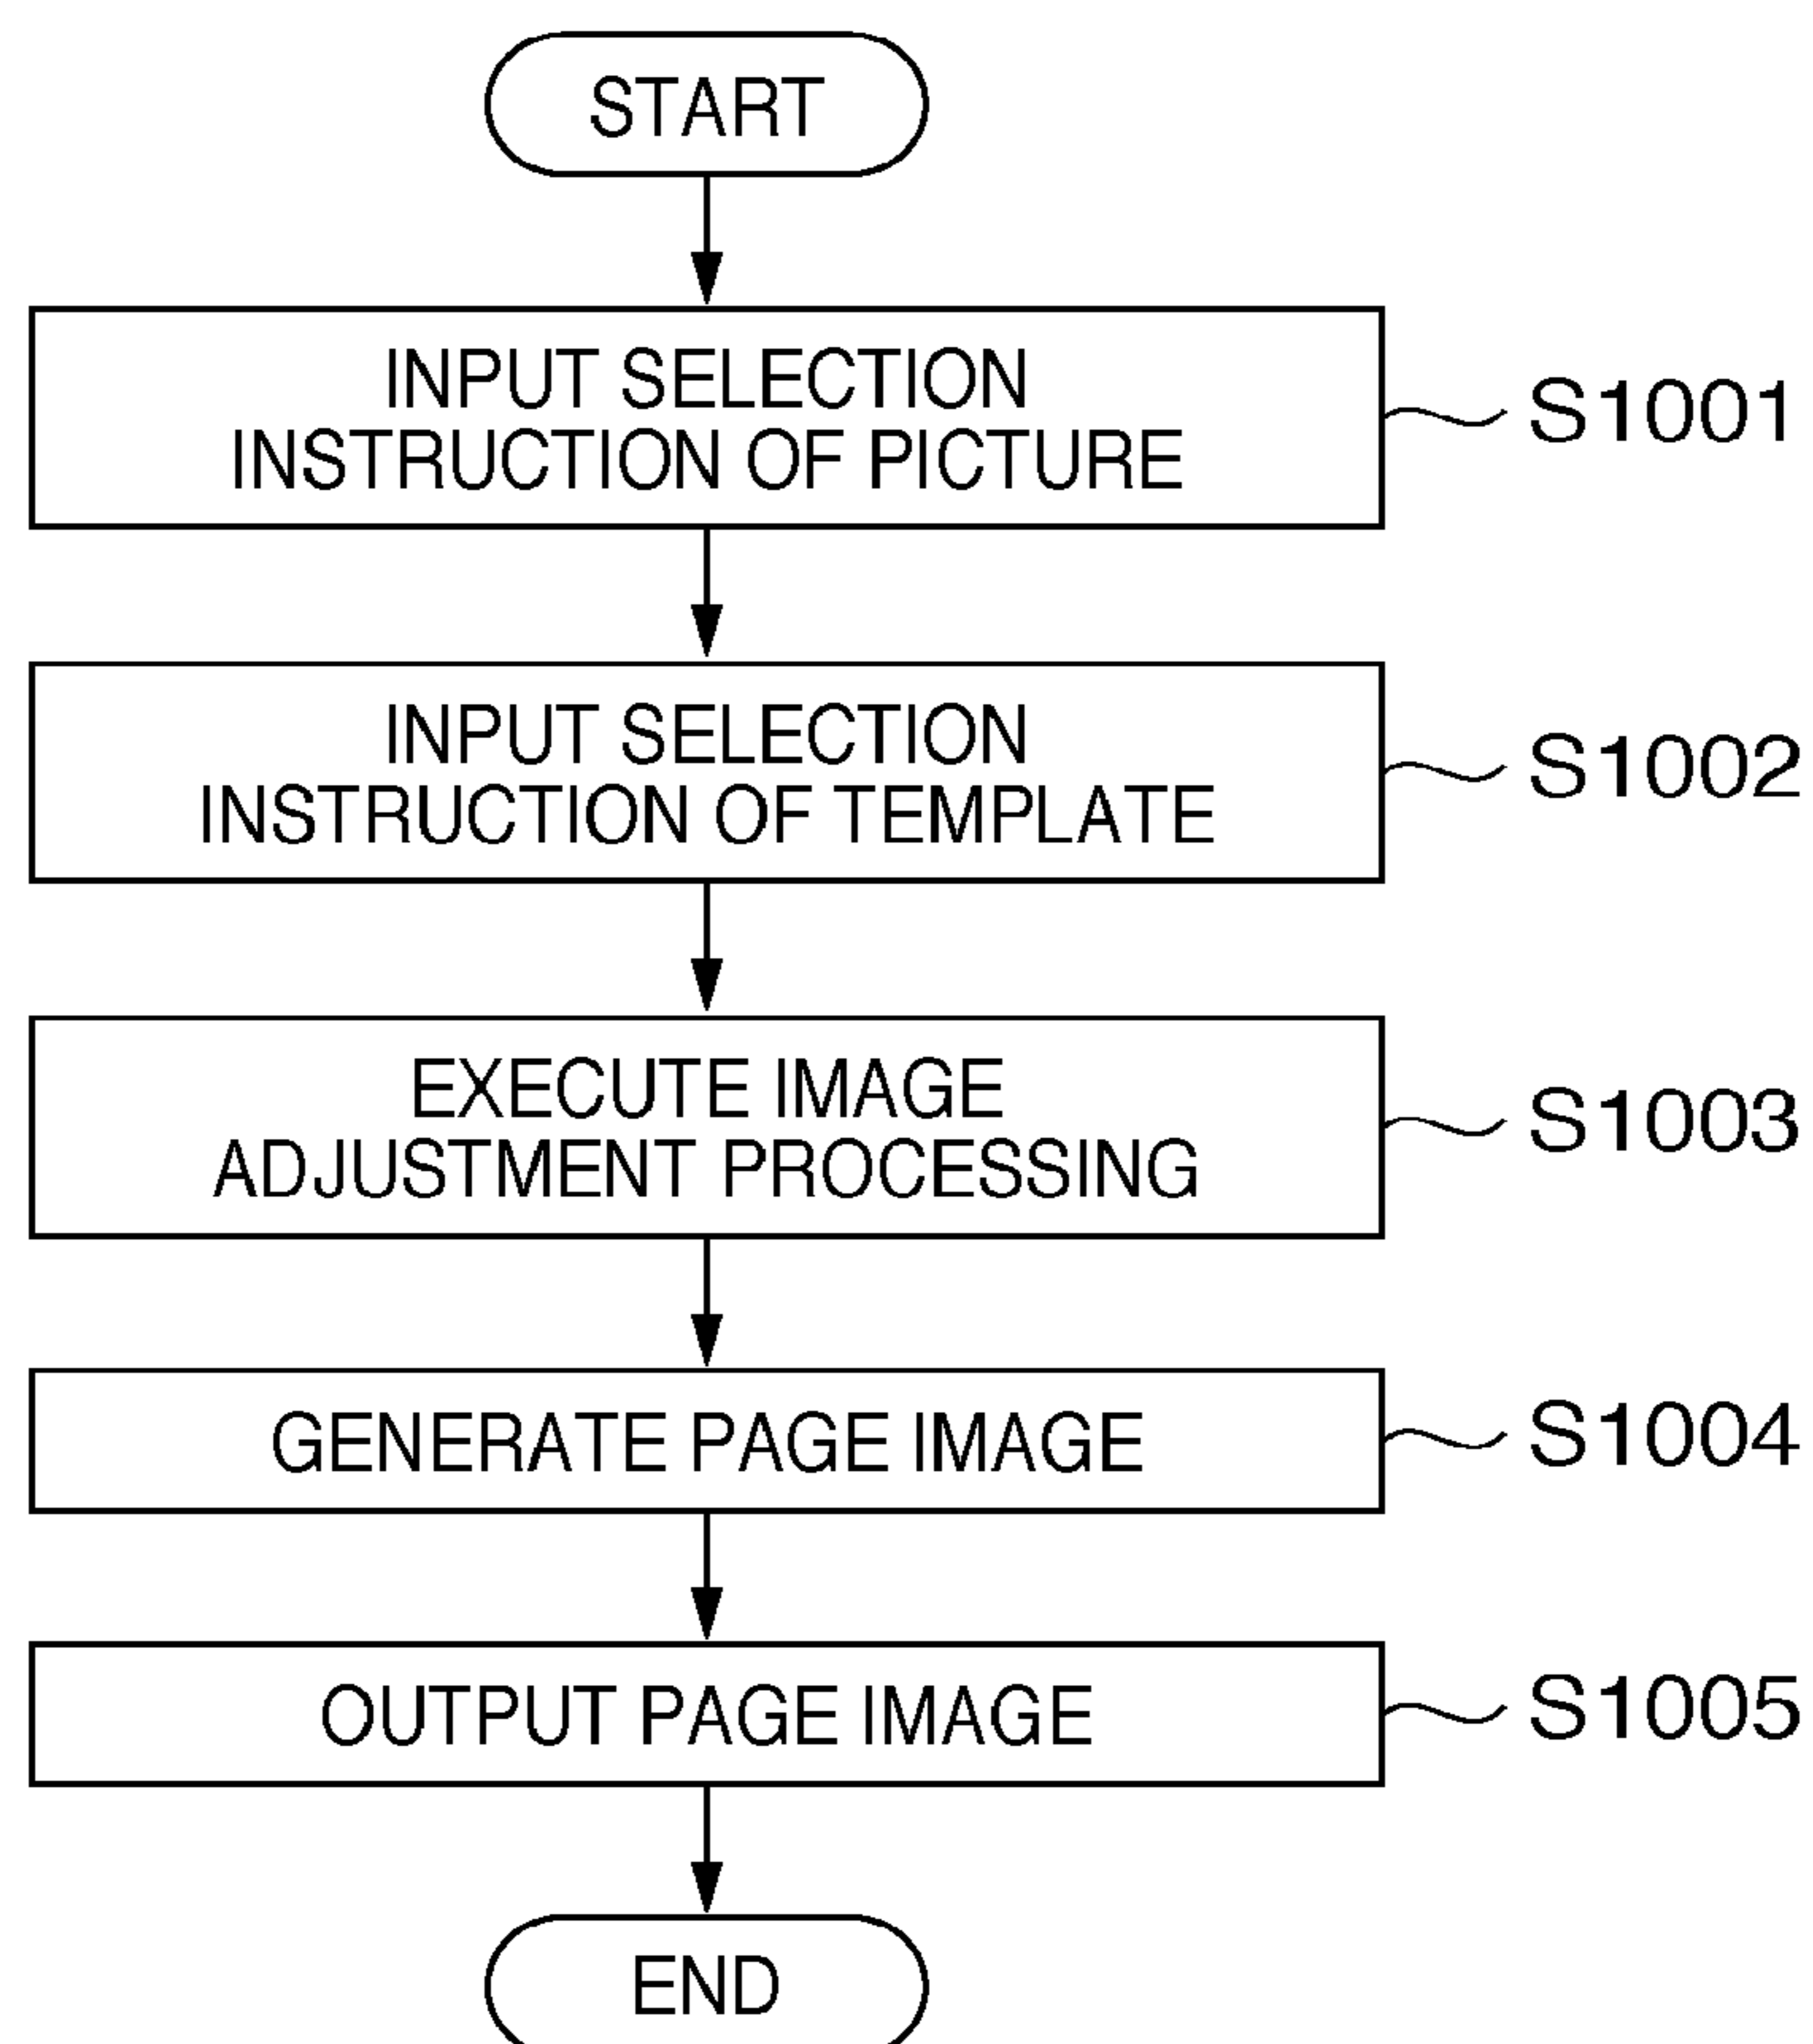 START
INPUT SELECTION
INSTRUCTION OF PICTURE
S1001
INPUT SELECTION
INSTRUCTION OF TEMPLATE
S1002
EXECUTE IMAGE
ADJUSTMENT PROCESSING
S1003
GENERATE PAGE IMAGE
S1004
OUTPUT PAGE IMAGE
S1005
END